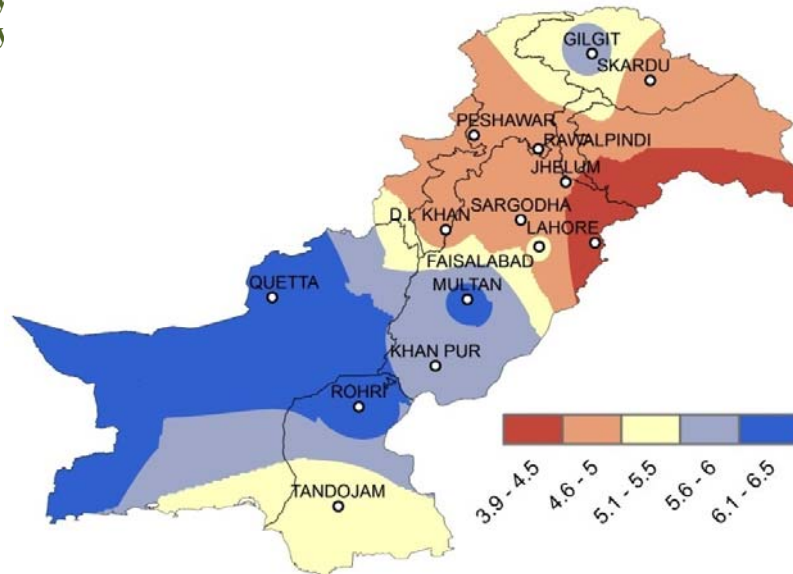 GILGIT
SKARDU
PESHAWAR
RAWALPINDI
JHELUM
SARGODHA
D.I. KHAN
LAHORE
FAISALABAD
QUETTA
MULTAN
KHAN PUR
ROHRI
TANDOJAM
3.9 - 4.5
4.6 - 5
5.1 - 5.5
5.6 - 6
6.1 - 6.5